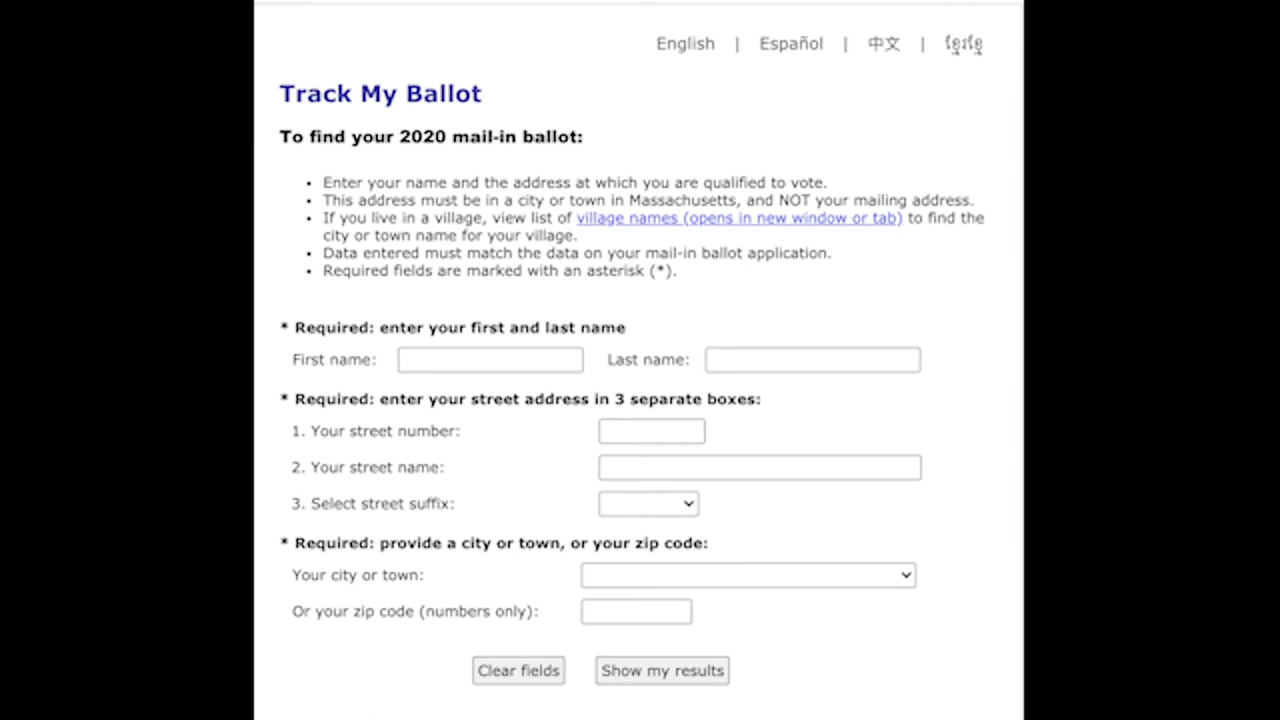 English | Español | 中文 | ខ្មែរខ្មែ
Track My Ballot
To find your 2020 mail-in ballot:
• Enter your name and the address at which you are qualified to vote.
• This address must be in a city or town in Massachusetts, and NOT your mailing address.
• If you live in a village, view list of village names (opens in new window or tab) to find the
city or town name for your village.
• Data entered must match the data on your mail-in ballot application.
• Required fields are marked with an asterisk (*).
* Required: enter your first and last name
First name: Last name:
* Required: enter your street address in 3 separate boxes:
1. Your street number:
2. Your street name:
3. Select street suffix:
* Required: provide a city or town, or your zip code:
Your city or town:
Or your zip code (numbers only):
Clear fields Show my results